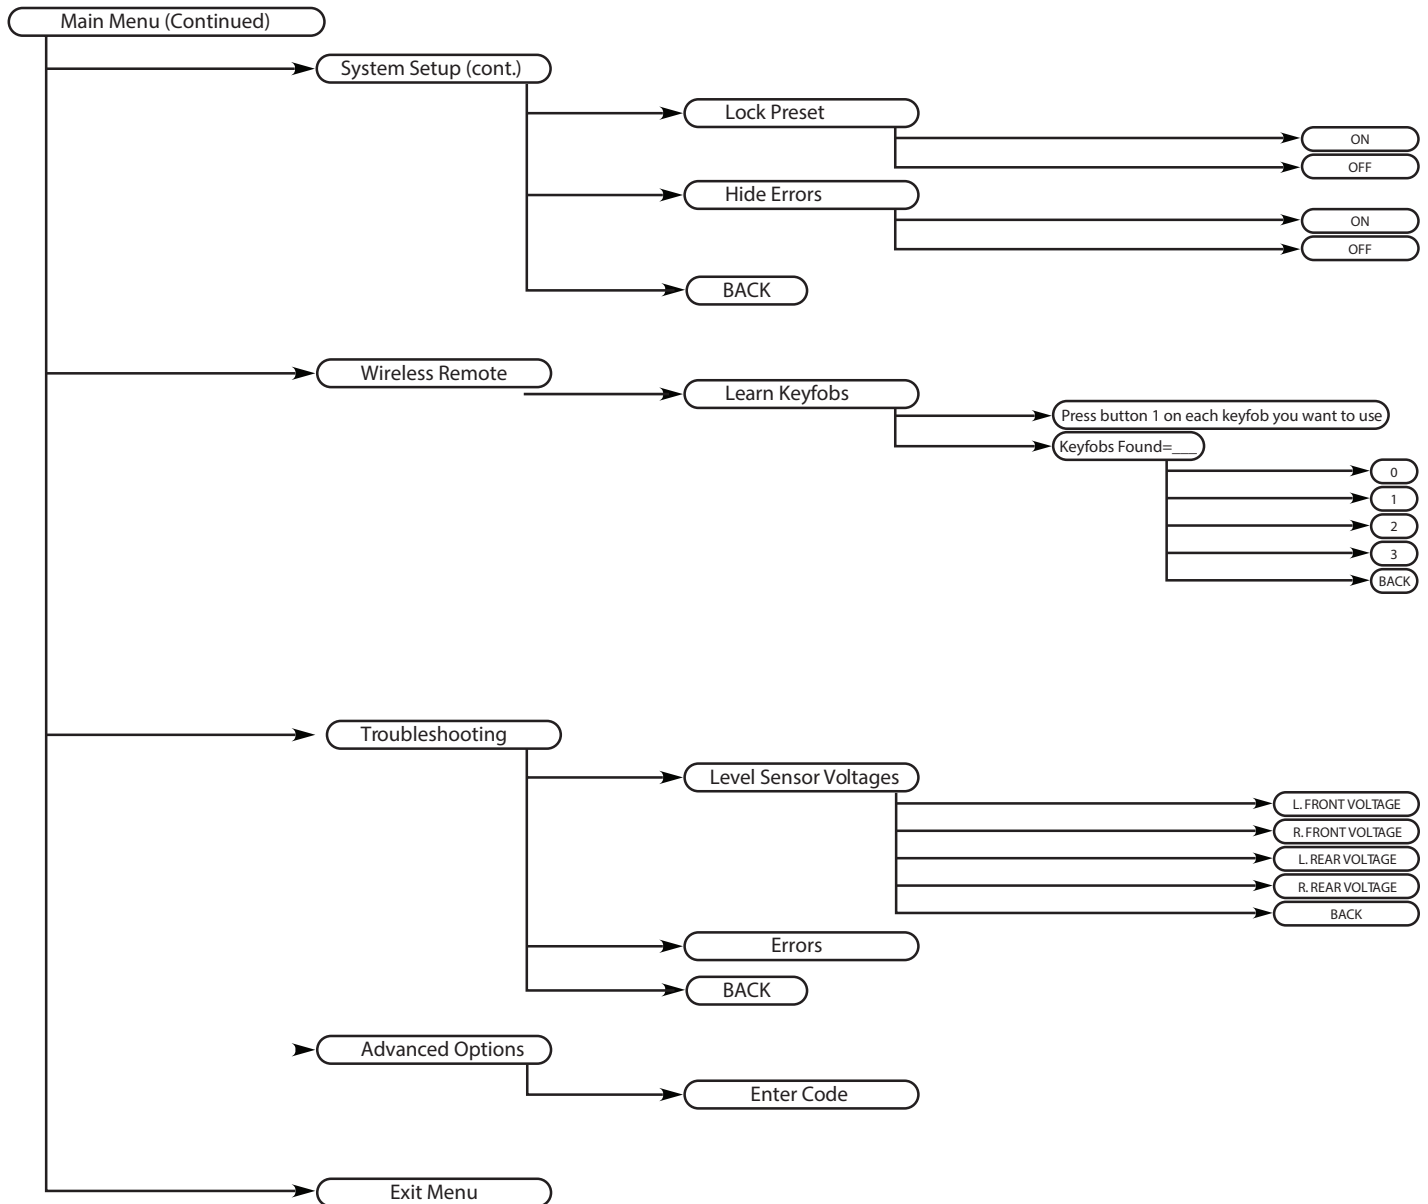 Main Menu (Continued)
System Setup (cont.)
Lock Preset
ON
OFF
Hide Errors
ON
OFF
BACK
Wireless Remote
Learn Keyfobs
Press button 1 on each keyfob you want to use
Keyfobs Found=___
0
1
2
3
BACK
Troubleshooting
Level Sensor Voltages
L. FRONT VOLTAGE
R. FRONT VOLTAGE
L. REAR VOLTAGE
R. REAR VOLTAGE
BACK
Errors
BACK
Advanced Options
Enter Code
Exit Menu